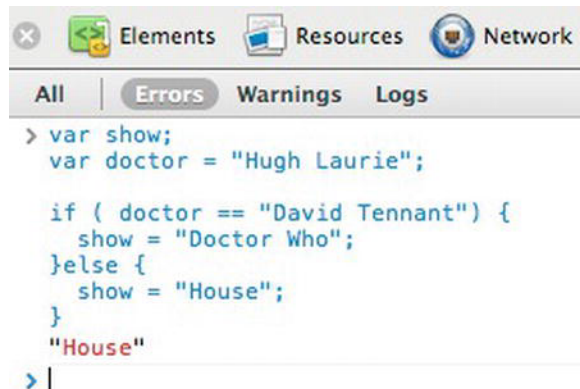 Elements Resources Network
All Errors Warnings Logs
> var show;
var doctor = "Hugh Laurie";
if ( doctor == "David Tennant") {
show = "Doctor Who";
}else {
show = "House";
}
"House"
>